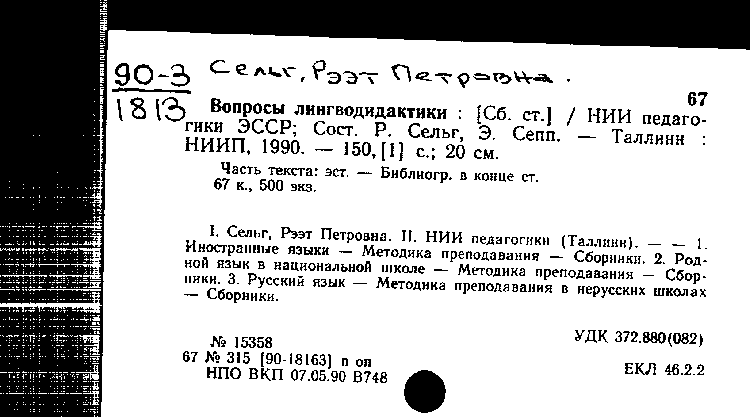 90-3
1813
Сельг, Рээт Петровна.
67
Вопросы лингводидактики : [Сб. ст.] / НИИ педаго-
гики ЭССР; Сост. Р. Сельг, Э. Сепп. — Таллинн :
НИИП, 1990. — 150, [1] с.; 20 см.
Часть текста: эст. — Библиогр. в конце ст.
67 к., 500 экз.
I. Сельг, Рээт Петровна. II. НИИ педагогики (Таллинн). — — 1.
Иностранные языки — Методика преподавания — Сборники. 2. Род-
ной язык в национальной школе — Методика преподавания — Сбор-
ники. 3. Русский язык — Методика преподавания в нерусских школах
— Сборники.
№ 15358
УДК 372.880(082)
67 № 315 [90-18163] п оп
ЕКЛ 46.2.2
НПО ВКП 07.05.90 В748